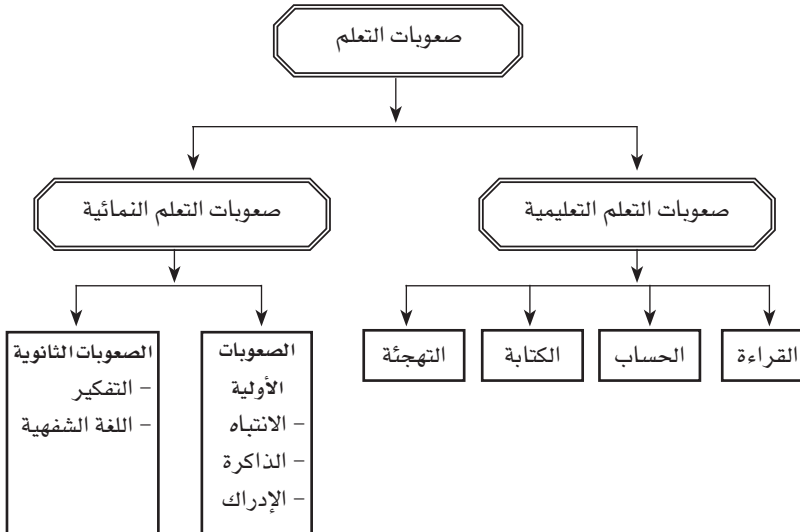 صعوبات التعلم
صعوبات التعلم التعليمية
صعوبات التعلم النمائية
القراءة
الحساب
الكتابة
التهجئة
الصعوبات
الأولية
– الانتباه
– الذاكرة
– الإدراك
الصعوبات الثانوية
– التفكير
– اللغة الشفهية